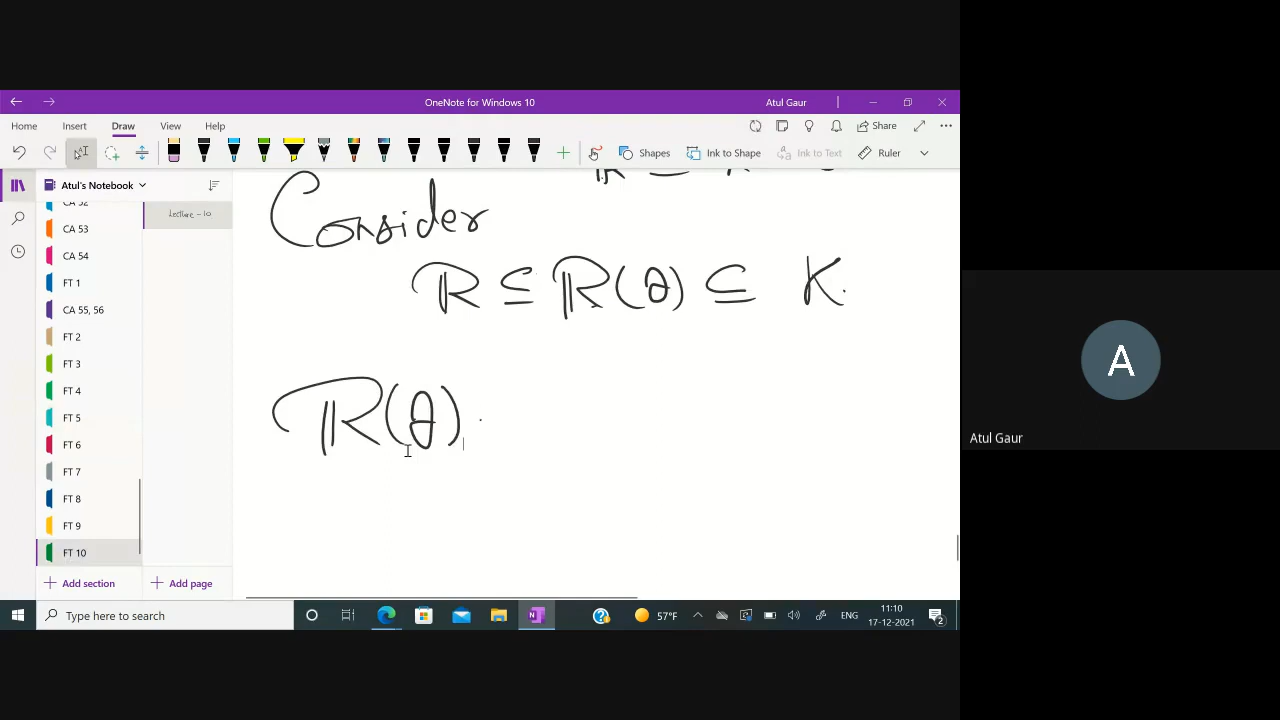 OneNote for Windows 10
Atul Gaur
Home Insert Draw View Help
Share
Shapes Ink to Shape Ink to Text Ruler
Atul's Notebook
CA 52
CA 53
CA 54
FT 1
CA 55, 56
FT 2
FT 3
FT 4
FT 5
FT 6
FT 7
FT 8
FT 9
FT 10
Add section
Lecture - 10
Add page
Consider
ℝ ⊆ ℝ(θ) ⊆ K.
ℝ(θ).
A
Atul Gaur
Type here to search
57°F
ENG
11:10
17-12-2021
2